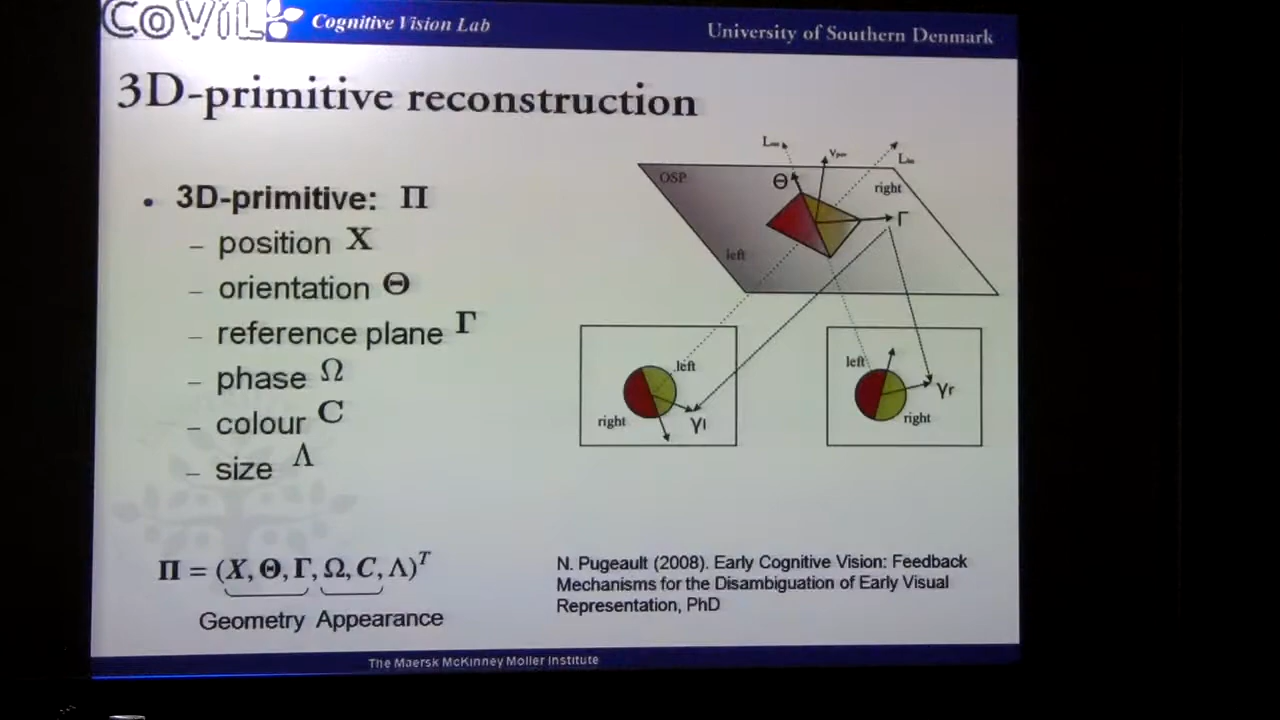 CoViL Cognitive Vision Lab
University of Southern Denmark
3D-primitive reconstruction
• 3D-primitive: Π
– position X
– orientation Θ
– reference plane Γ
– phase Ω
– colour C
– size Λ
Π = (X, Θ, Γ, Ω, C, Λ)ᵀ
Geometry Appearance
OSP
Θ
right
Γ
left
left
right
γl
left
γr
right
N. Pugeault (2008). Early Cognitive Vision: Feedback
Mechanisms for the Disambiguation of Early Visual
Representation, PhD
The Maersk McKinney Moller Institute